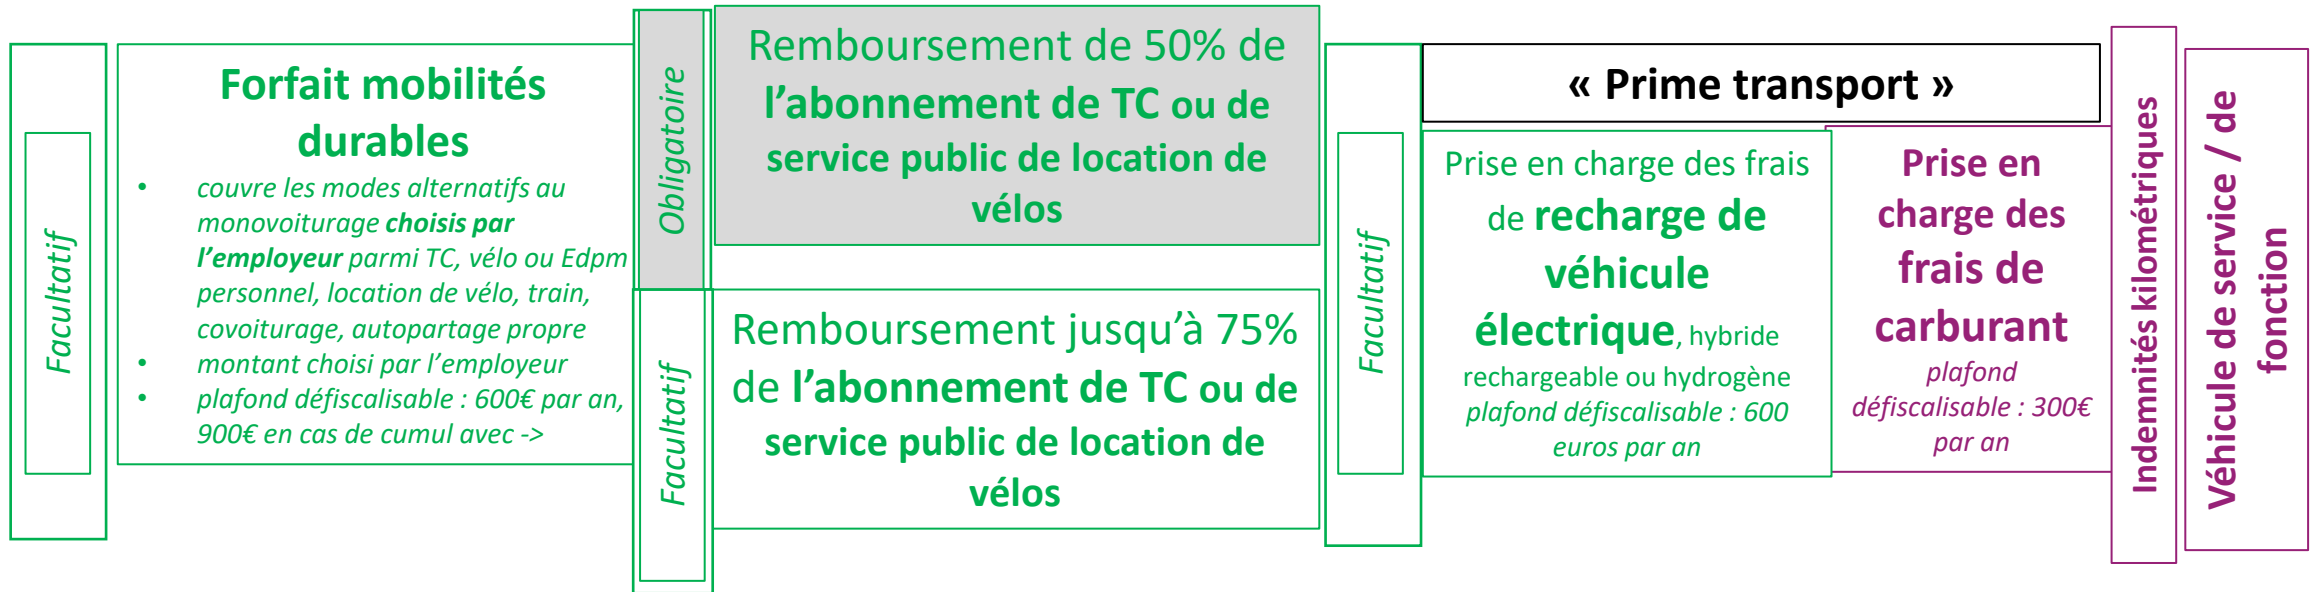 Facultatif
Forfait mobilités
durables
• couvre les modes alternatifs au
monovoiturage choisis par
l’employeur parmi TC, vélo ou Edpm
personnel, location de vélo, train,
covoiturage, autopartage propre
• montant choisi par l’employeur
• plafond défiscalisable : 600€ par an,
900€ en cas de cumul avec ->
Obligatoire
Remboursement de 50% de
l’abonnement de TC ou de
service public de location de
vélos
Facultatif
Remboursement jusqu’à 75%
de l’abonnement de TC ou de
service public de location de
vélos
Facultatif
« Prime transport »
Prise en charge des frais
de recharge de
véhicule
électrique, hybride
rechargeable ou hydrogène
plafond défiscalisable : 600
euros par an
Prise en
charge des
frais de
carburant
plafond
défiscalisable : 300€
par an
Indemnités kilométriques
Véhicule de service / de
fonction